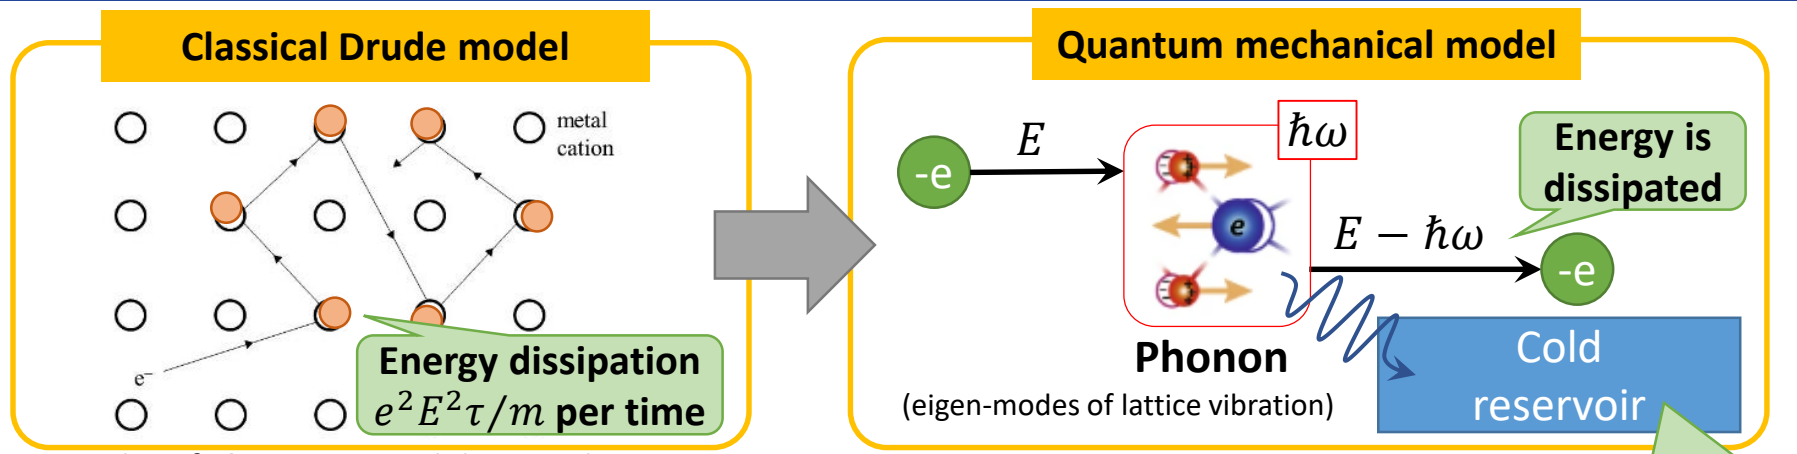 Classical Drude model
metal
cation
e⁻
Energy dissipation
e²E²τ/m per time
Quantum mechanical model
-e
E
ħω
e
Energy is
dissipated
E − ħω
-e
Phonon
(eigen-modes of lattice vibration)
Cold
reservoir